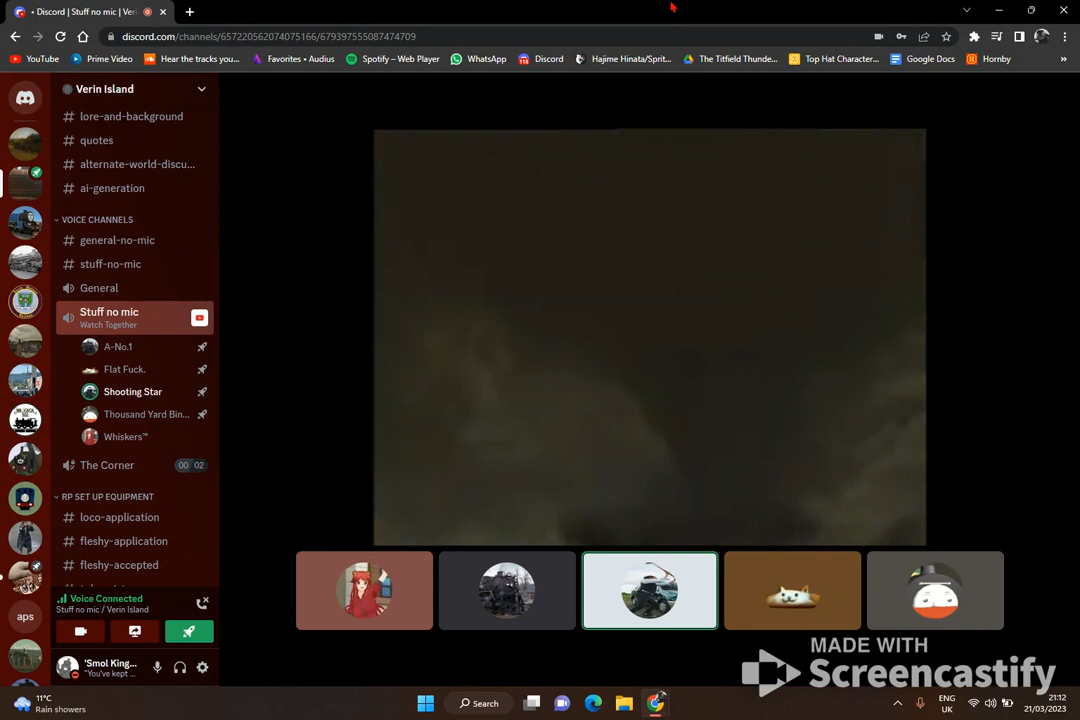 • Discord | Stuff no mic | Verin
discord.com/channels/657220562074075166/679397555087474709
YouTube
Prime Video
Hear the tracks you...
Favorites • Audius
Spotify – Web Player
WhatsApp
118
Discord
Hajime Hinata/Sprit...
The Titfield Thunde...
Top Hat Character...
Google Docs
Hornby
Verin Island
# lore-and-background
# quotes
# alternate-world-discu...
# ai-generation
VOICE CHANNELS
# general-no-mic
# stuff-no-mic
General
Stuff no mic
Watch Together
A-No.1
Flat Fuck.
Shooting Star
Thousand Yard Bin...
Whiskers™
The Corner
00 02
RP SET UP EQUIPMENT
# loco-application
# fleshy-application
# fleshy-accepted
aps
Voice Connected
Stuff no mic / Verin Island
'Smol King...
"You've kept ...
MADE WITH
Screencastify
11°C
Rain showers
Search
ENG
UK
21:12
21/03/2023